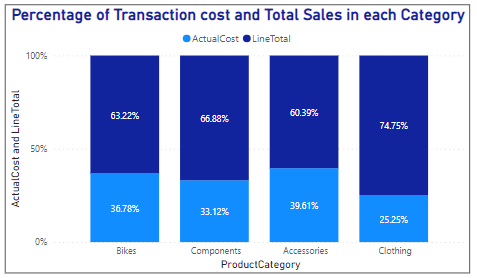 Percentage of Transaction cost and Total Sales in each Category
ActualCost LineTotal
ActualCost and LineTotal
100%
50%
0%
63.22% 66.88% 60.39% 74.75%
36.78% 33.12% 39.61% 25.25%
Bikes Components Accessories Clothing
ProductCategory